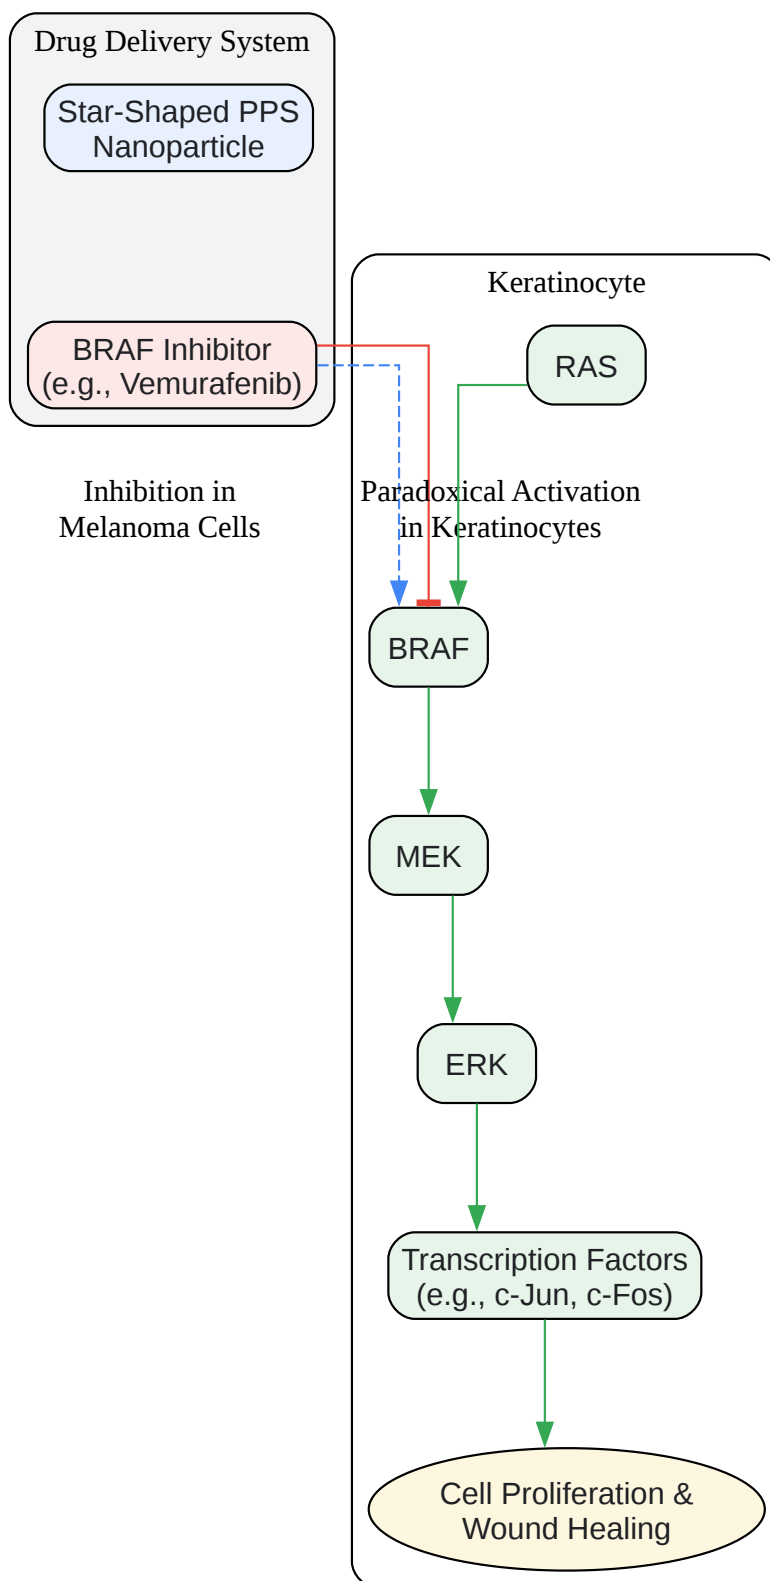 Drug Delivery System
Star-Shaped PPS
Nanoparticle
BRAF Inhibitor
(e.g., Vemurafenib)
Keratinocyte
RAS
Inhibition in
Melanoma Cells
Paradoxical Activation
in Keratinocytes
BRAF
MEK
ERK
Transcription Factors
(e.g., c-Jun, c-Fos)
Cell Proliferation &
Wound Healing